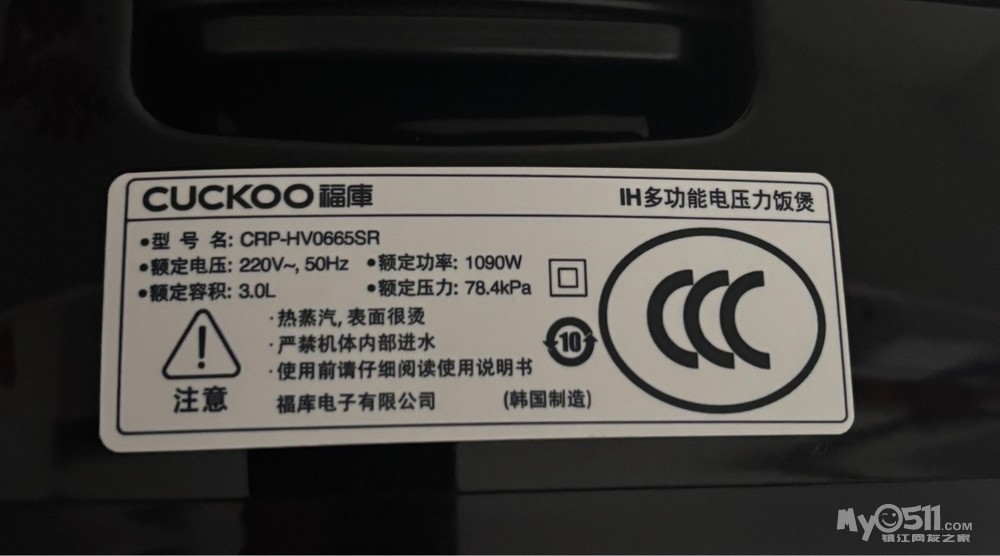 CUCKOO福庫 IH多功能电压力饭煲
•型 号 名: CRP-HV0665SR
•额定电压: 220V~, 50Hz •额定功率: 1090W
•额定容积: 3.0L •额定压力: 78.4kPa
·热蒸汽, 表面很烫
·严禁机体内部进水
·使用前请仔细阅读使用说明书
10
CCC
注意 福库电子有限公司 (韩国制造)
My0511.COM
镇江网友之家